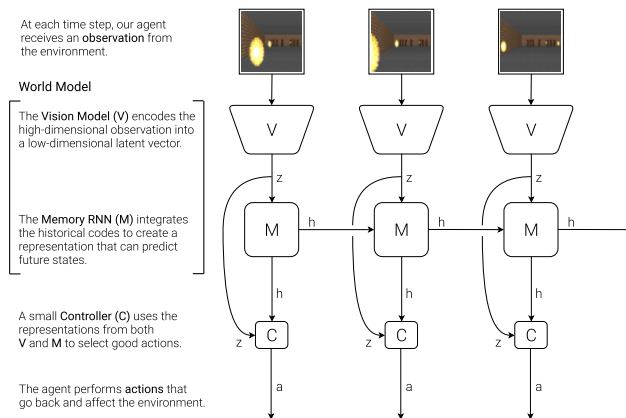 At each time step, our agent
receives an observation from
the environment.
World Model
The Vision Model (V) encodes the
high-dimensional observation into
a low-dimensional latent vector.
The Memory RNN (M) integrates
the historical codes to create a
representation that can predict
future states.
A small Controller (C) uses the
representations from both
V and M to select good actions.
The agent performs actions that
go back and affect the environment.
V V V
z z z
M h M h M h
h h h
z C z C z C
a a a